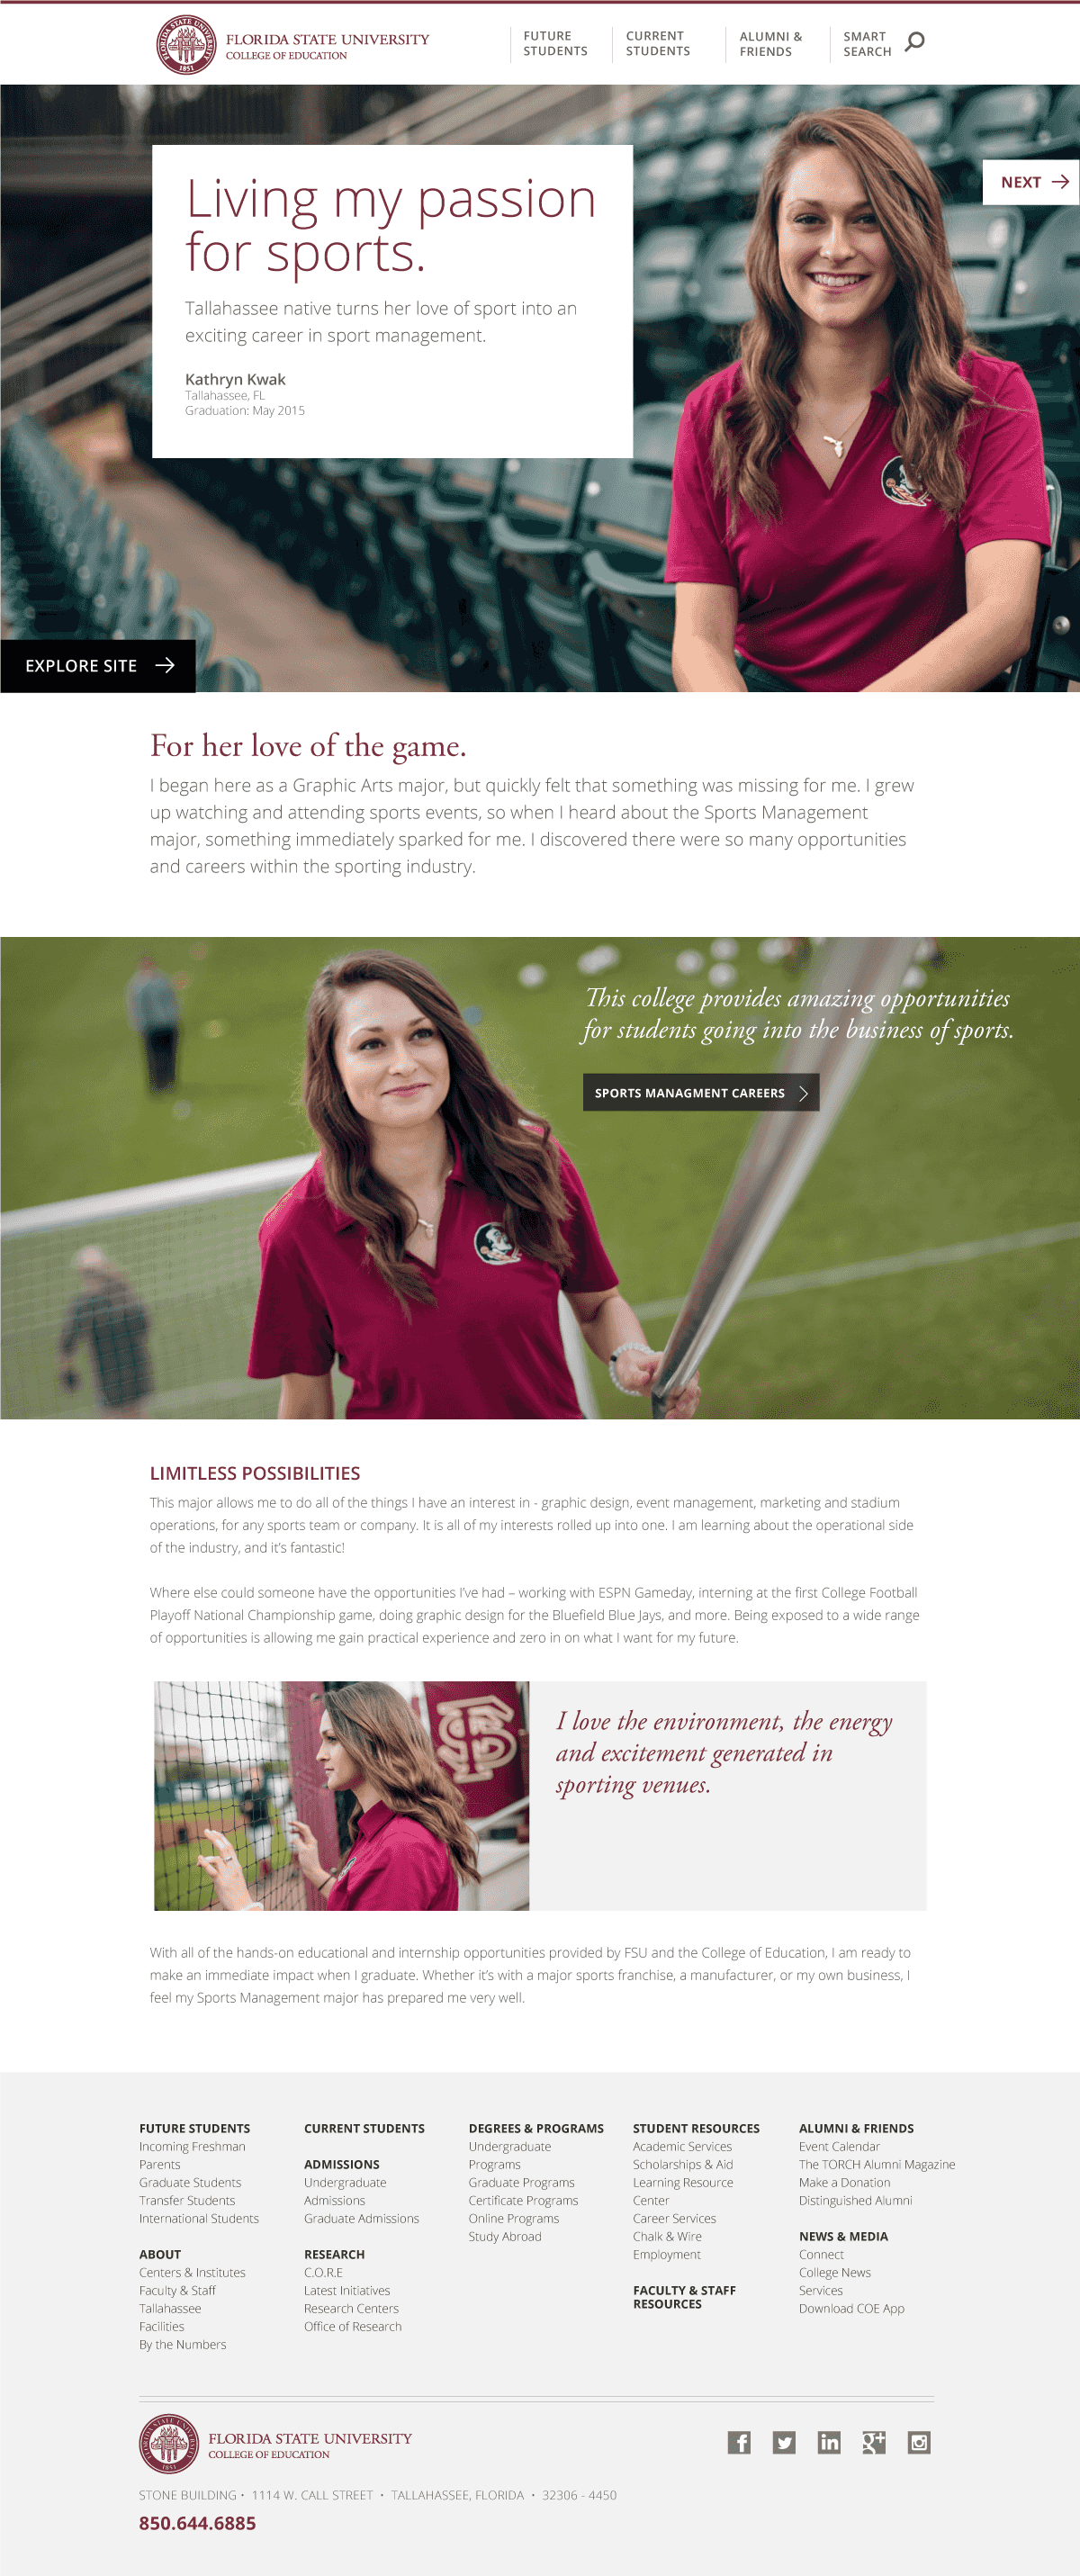 FLORIDA STATE UNIVERSITY
COLLEGE OF EDUCATION
FUTURE
STUDENTS
CURRENT
STUDENTS
ALUMNI &
FRIENDS
SMART
SEARCH
Living my passion
for sports.
Tallahassee native turns her love of sport into an
exciting career in sport management.
Kathryn Kwak
Tallahassee, FL
Graduation: May 2015
NEXT
EXPLORE SITE
For her love of the game.
I began here as a Graphic Arts major, but quickly felt that something was missing for me. I grew
up watching and attending sports events, so when I heard about the Sports Management
major, something immediately sparked for me. I discovered there were so many opportunities
and careers within the sporting industry.
This college provides amazing opportunities
for students going into the business of sports.
SPORTS MANAGMENT CAREERS
LIMITLESS POSSIBILITIES
This major allows me to do all of the things I have an interest in - graphic design, event management, marketing and stadium
operations, for any sports team or company. It is all of my interests rolled up into one. I am learning about the operational side
of the industry, and it's fantastic!
Where else could someone have the opportunities I've had – working with ESPN Gameday, interning at the first College Football
Playoff National Championship game, doing graphic design for the Bluefield Blue Jays, and more. Being exposed to a wide range
of opportunities is allowing me gain practical experience and zero in on what I want for my future.
I love the environment, the energy
and excitement generated in
sporting venues.
With all of the hands-on educational and internship opportunities provided by FSU and the College of Education, I am ready to
make an immediate impact when I graduate. Whether it's with a major sports franchise, a manufacturer, or my own business, I
feel my Sports Management major has prepared me very well.
FUTURE STUDENTS
Incoming Freshman
Parents
Graduate Students
Transfer Students
International Students
ABOUT
Centers & Institutes
Faculty & Staff
Tallahassee
Facilities
By the Numbers
CURRENT STUDENTS
ADMISSIONS
Undergraduate
Admissions
Graduate Admissions
RESEARCH
C.O.R.E
Latest Initiatives
Research Centers
Office of Research
DEGREES & PROGRAMS
Undergraduate
Programs
Graduate Programs
Certificate Programs
Online Programs
Study Abroad
STUDENT RESOURCES
Academic Services
Scholarships & Aid
Learning Resource
Center
Career Services
Chalk & Wire
Employment
FACULTY & STAFF
RESOURCES
ALUMNI & FRIENDS
Event Calendar
The TORCH Alumni Magazine
Make a Donation
Distinguished Alumni
NEWS & MEDIA
Connect
College News
Services
Download COE App
FLORIDA STATE UNIVERSITY
COLLEGE OF EDUCATION
STONE BUILDING • 1114 W. CALL STREET • TALLAHASSEE, FLORIDA • 32306 - 4450
850.644.6885